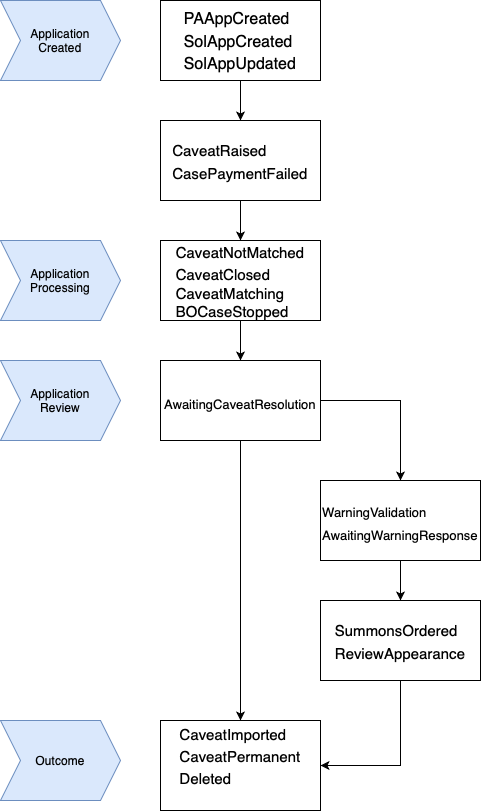 Application
Created
PAAppCreated
SolAppCreated
SolAppUpdated
CaveatRaised
CasePaymentFailed
Application
Processing
CaveatNotMatched
CaveatClosed
CaveatMatching
BOCaseStopped
Application
Review
AwaitingCaveatResolution
WarningValidation
AwaitingWarningResponse
SummonsOrdered
ReviewAppearance
Outcome
CaveatImported
CaveatPermanent
Deleted